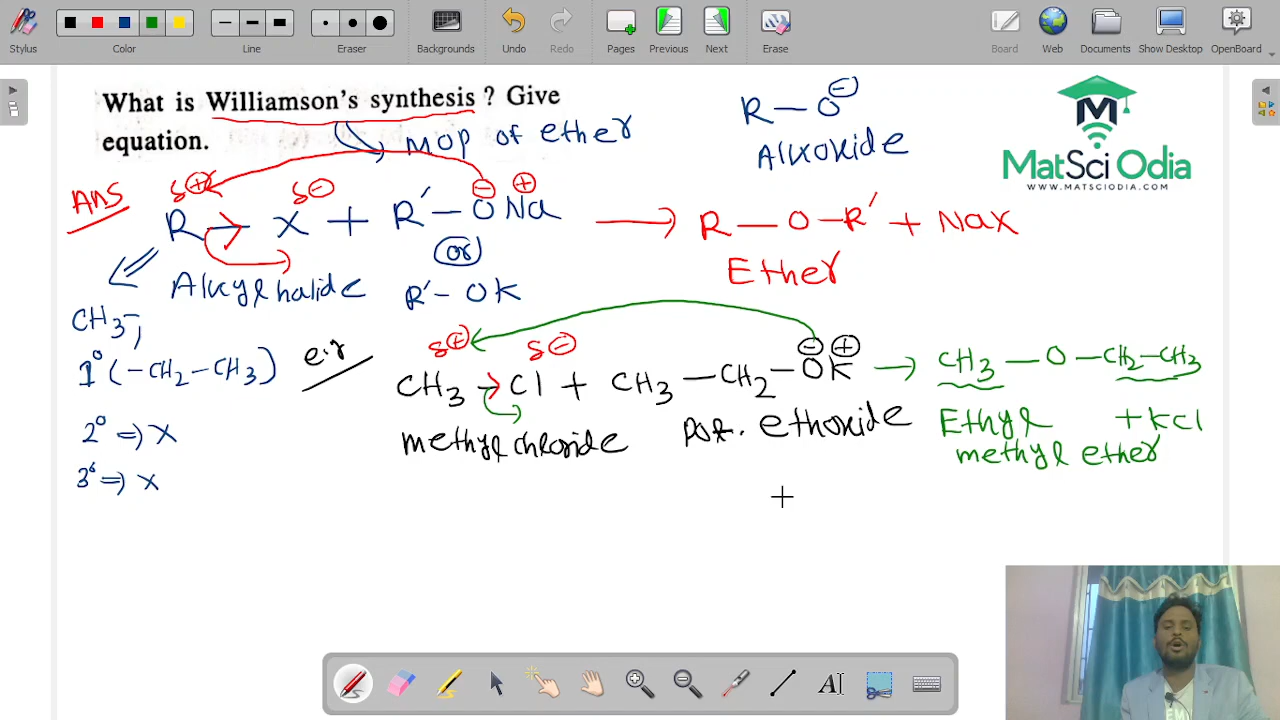 Stylus Color Line Eraser Backgrounds Undo Redo Pages Previous Next Erase Board Web Documents Show Desktop OpenBoard
What is Williamson's synthesis ? Give
equation.
MOP of ether
R — O ⊖
Alkoxide
MatSci Odia
WWW.MATSCIODIA.COM
Ans
δ⊕ δ⊖ ⊖ ⊕
R → X + R′ — O Na ⟶ R — O — R′ + NaX
(or)
Alkyl halide R′ — OK Ether
CH3–,
1° (–CH2–CH3)
e.g
δ⊕ δ⊖ ⊖ ⊕
CH3 → Cl + CH3 — CH2 — OK ⟶ CH3 — O — CH2–CH3
methyl chloride pot. ethoxide Ethyl + KCl
methyl ether
2° ⇒ X
3° ⇒ X